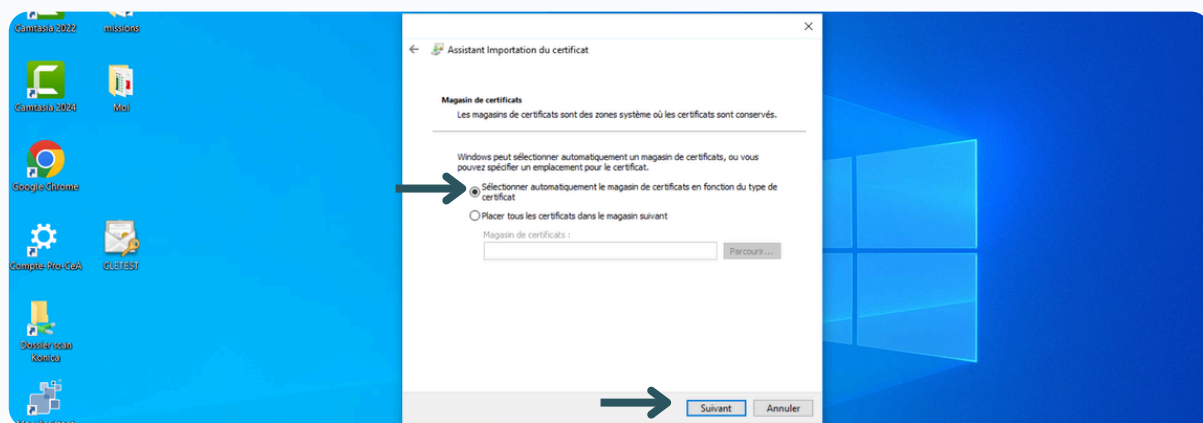 Camtasia 2022
missions
Assistant Importation du certificat
Camtasia 2024
Moi
Magasin de certificats
Les magasins de certificats sont des zones système où les certificats sont conservés.
Windows peut sélectionner automatiquement un magasin de certificats, ou vous
pouvez spécifier un emplacement pour le certificat.
Sélectionner automatiquement le magasin de certificats en fonction du type de
certificat
Placer tous les certificats dans le magasin suivant
Magasin de certificats :
Parcourir...
Google Chrome
Compte-Pro-CeA
CLETEST
Dossier scan
Konica
Suivant
Annuler